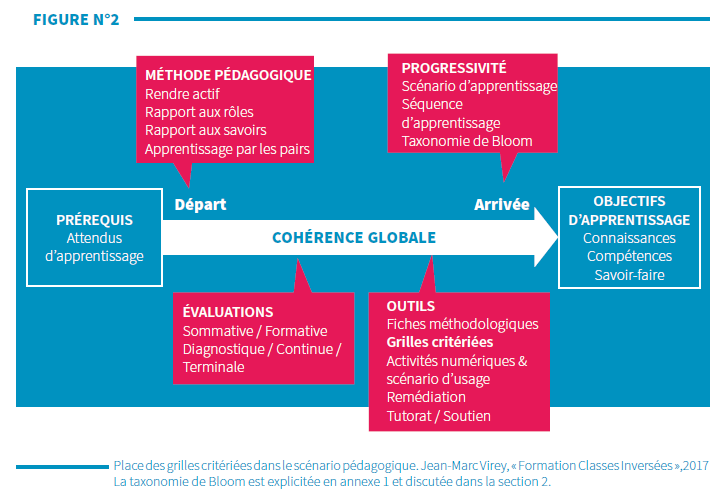 FIGURE N°2
MÉTHODE PÉDAGOGIQUE
Rendre actif
Rapport aux rôles
Rapport aux savoirs
Apprentissage par les pairs
PROGRESSIVITÉ
Scénario d'apprentissage
Séquence
d'apprentissage
Taxonomie de Bloom
Départ
Arrivée
PRÉREQUIS
Attendus
d'apprentissage
COHÉRENCE GLOBALE
OBJECTIFS
D'APPRENTISSAGE
Connaissances
Compétences
Savoir-faire
ÉVALUATIONS
Sommative / Formative
Diagnostique / Continue /
Terminale
OUTILS
Fiches méthodologiques
Grilles critériées
Activités numériques &
scénario d'usage
Remédiation
Tutorat / Soutien
Place des grilles critériées dans le scénario pédagogique. Jean-Marc Virey, « Formation Classes Inversées »,2017
La taxonomie de Bloom est explicitée en annexe 1 et discutée dans la section 2.